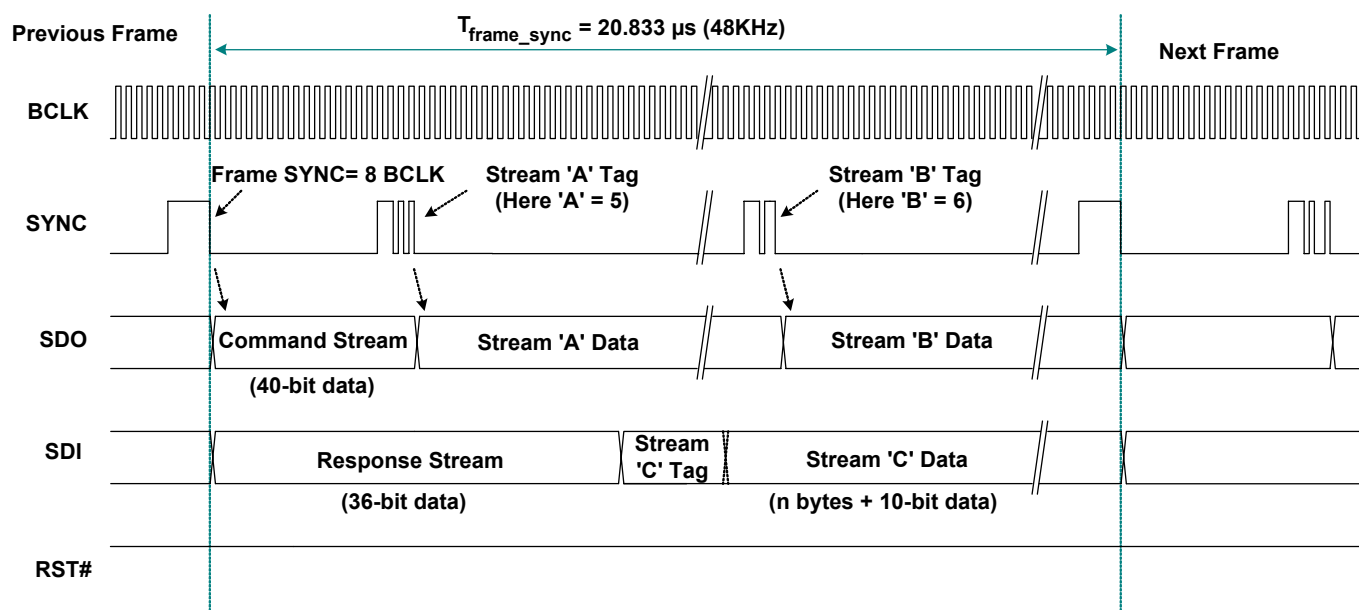 T_frame_sync = 20.833 µs (48KHz)
Previous Frame
Next Frame
BCLK
Frame SYNC= 8 BCLK
Stream 'A' Tag
(Here 'A' = 5)
Stream 'B' Tag
(Here 'B' = 6)
SYNC
SDO
Command Stream
Stream 'A' Data
Stream 'B' Data
(40-bit data)
SDI
Response Stream
Stream
'C' Tag
Stream 'C' Data
(36-bit data)
(n bytes + 10-bit data)
RST#